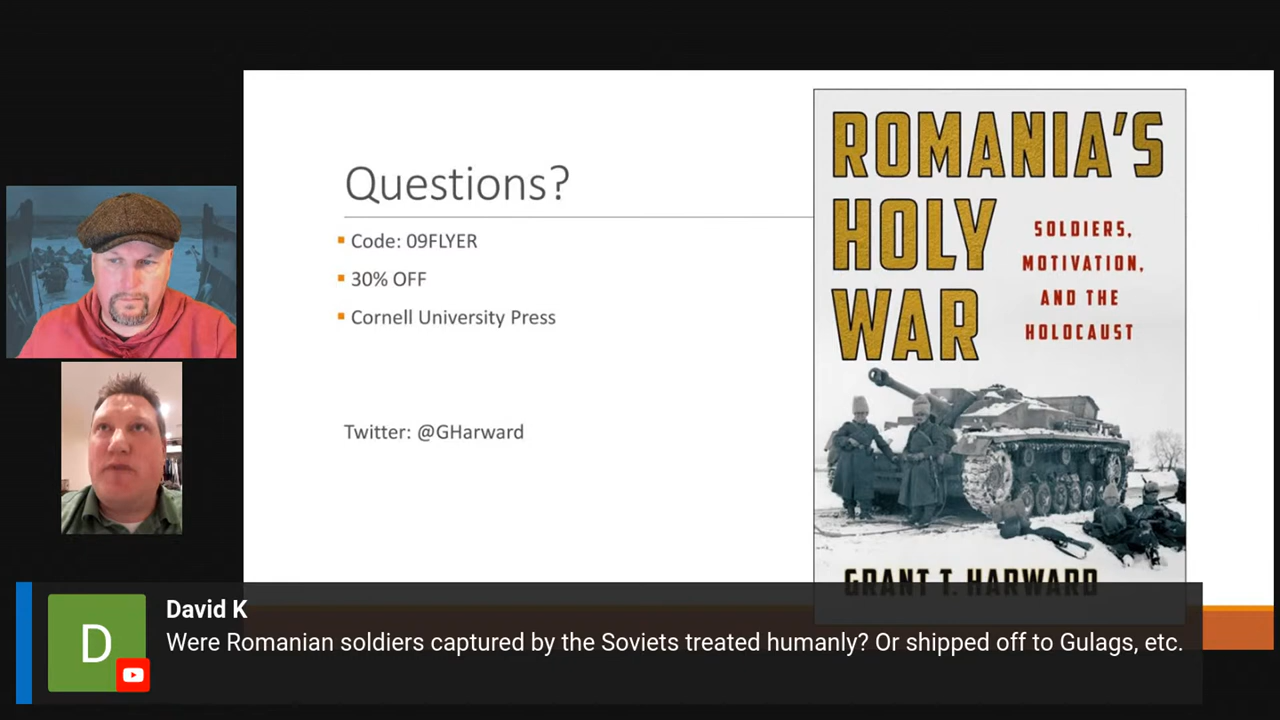 Questions?
Code: 09FLYER
30% OFF
Cornell University Press
Twitter: @GHarward
ROMANIA'S
HOLY
WAR
SOLDIERS,
MOTIVATION,
AND THE
HOLOCAUST
GRANT T. HARWARD
D
David K
Were Romanian soldiers captured by the Soviets treated humanly? Or shipped off to Gulags, etc.